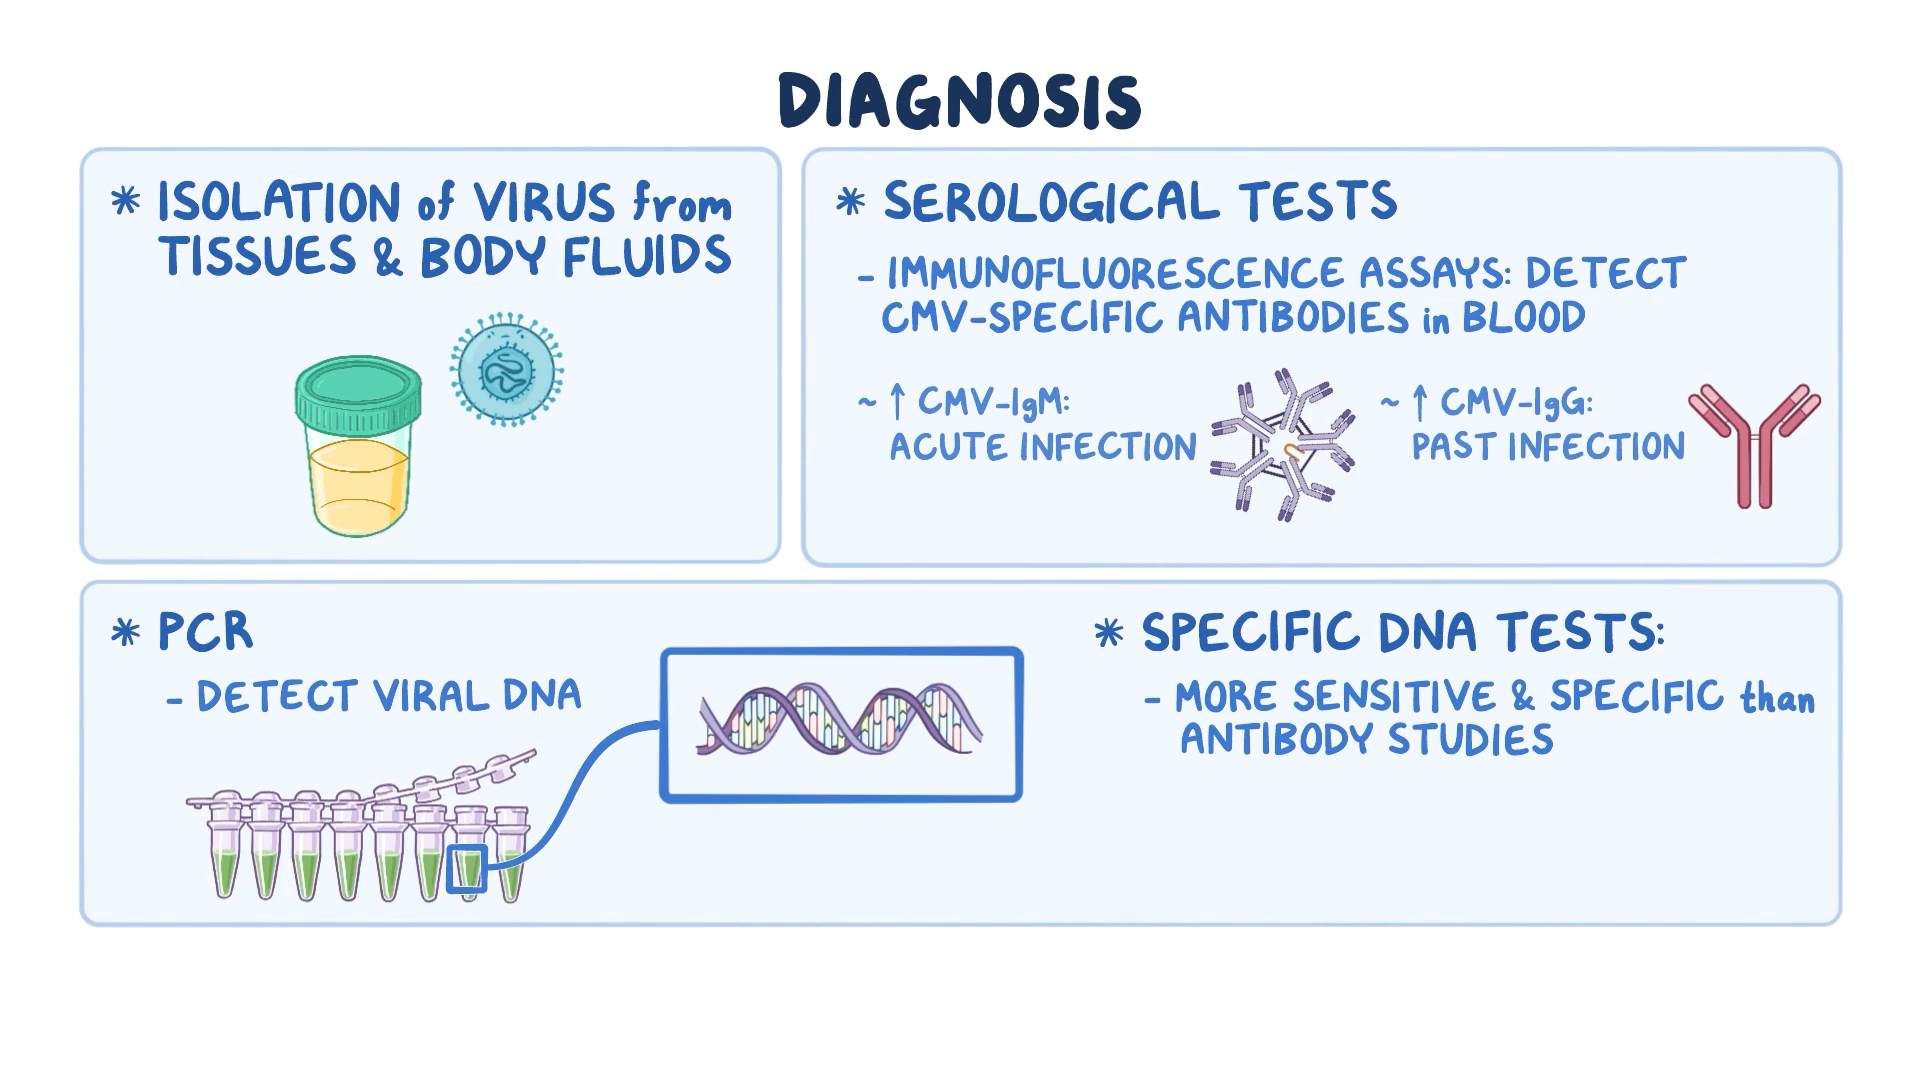 DIAGNOSIS
* ISOLATION of VIRUS from
TISSUES & BODY FLUIDS
* SEROLOGICAL TESTS
- IMMUNOFLUORESCENCE ASSAYS: DETECT
CMV-SPECIFIC ANTIBODIES in BLOOD
~ ↑ CMV-IgM:
ACUTE INFECTION
~ ↑ CMV-IgG:
PAST INFECTION
* PCR
- DETECT VIRAL DNA
* SPECIFIC DNA TESTS:
- MORE SENSITIVE & SPECIFIC than
ANTIBODY STUDIES